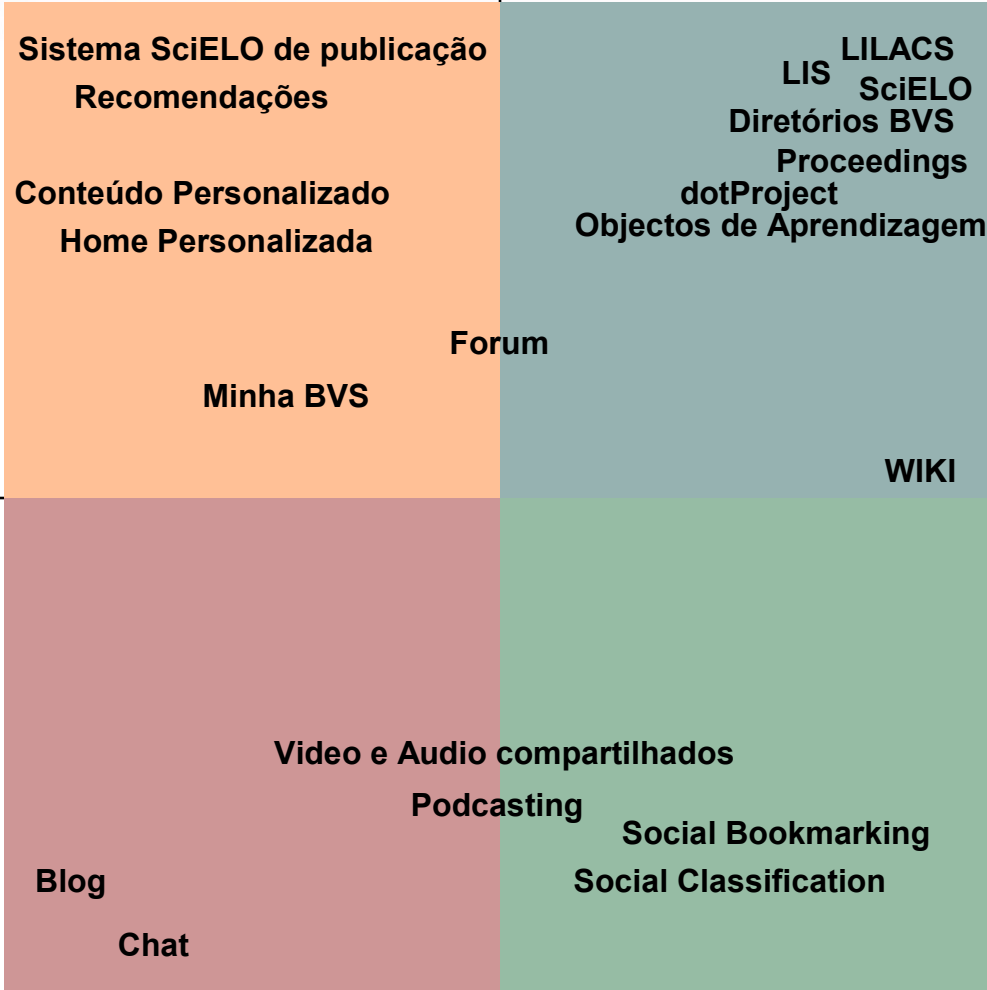 Sistema SciELO de publicação
Recomendações
Conteúdo Personalizado
Home Personalizada
LILACS
LIS
SciELO
Diretórios BVS
Proceedings
dotProject
Objectos de Aprendizagem
Forum
Minha BVS
WIKI
Video e Audio compartilhados
Podcasting
Social Bookmarking
Blog
Social Classification
Chat